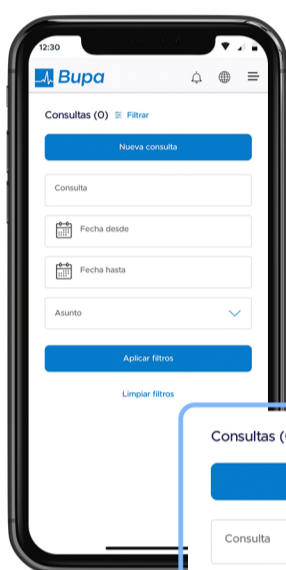 12:30
Bupa
Consultas (0) Filtrar
Nueva consulta
Consulta
Fecha desde
Fecha hasta
Asunto
Aplicar filtros
Limpiar filtros
Consultas (
Consulta